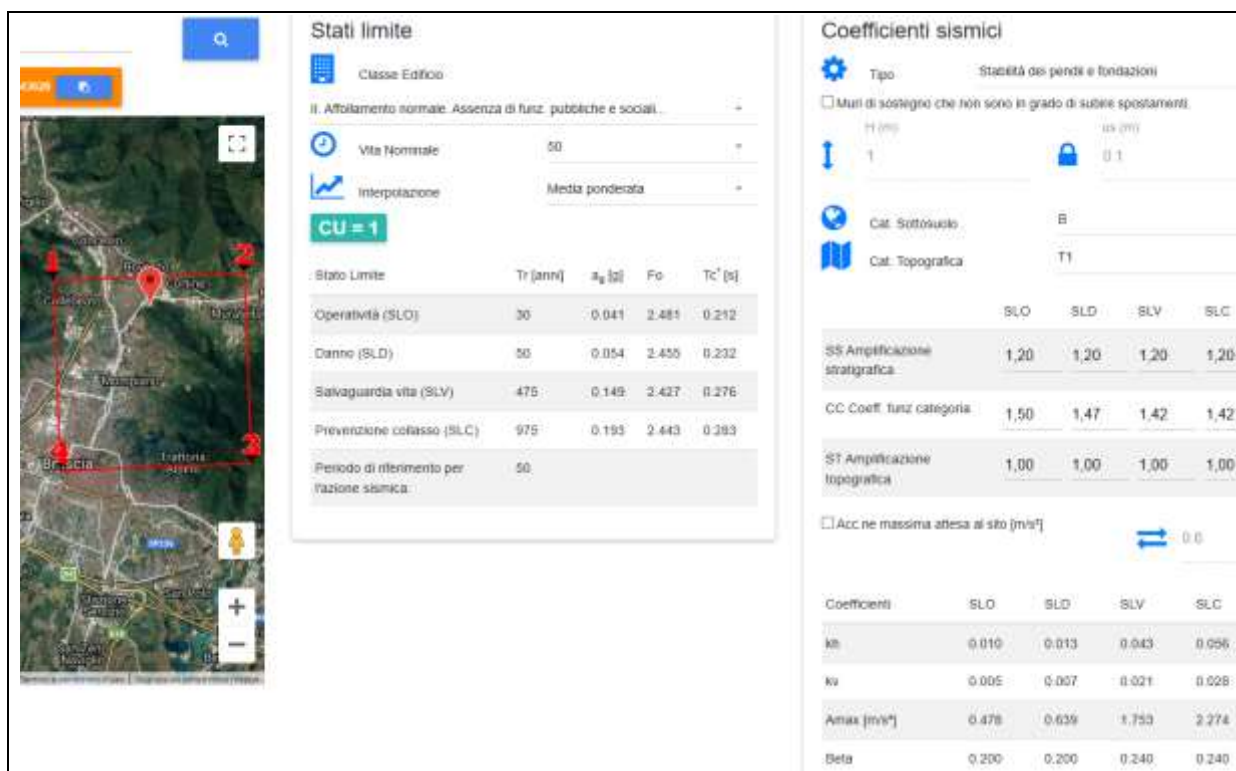 Stati limite
Classe Edificio
II. Affollamento normale. Assenza di funz. pubbliche e sociali...
Vita Nominale 50
Interpolazione Media ponderata
CU = 1
Stato Limite Tr [anni] ag [g] Fo Tc* [s]
Operatività (SLO) 30 0.041 2.481 0.212
Danno (SLD) 50 0.054 2.455 0.232
Salvaguardia vita (SLV) 475 0.149 2.427 0.276
Prevenzione collasso (SLC) 975 0.193 2.443 0.283
Periodo di riferimento per 50
l'azione sismica:
Coefficienti sismici
Tipo Stabilità dei pendii e fondazioni
Muri di sostegno che non sono in grado di subire spostamenti.
H (m) us (m)
1 0.1
Cat. Sottosuolo B
Cat. Topografica T1
SLO SLD SLV SLC
SS Amplificazione 1,20 1,20 1,20 1,20
stratigrafica
CC Coeff. funz categoria 1,50 1,47 1,42 1,42
ST Amplificazione 1,00 1,00 1,00 1,00
topografica
Acc.ne massima attesa al sito [m/s²]
0.6
Coefficienti SLO SLD SLV SLC
kh 0.010 0.013 0.043 0.056
kv 0.005 0.007 0.021 0.028
Amax [m/s²] 0.478 0.639 1.753 2.274
Beta 0.200 0.200 0.240 0.240
1
2
3
4
Concesio
Mompiano
Brescia
San Polo